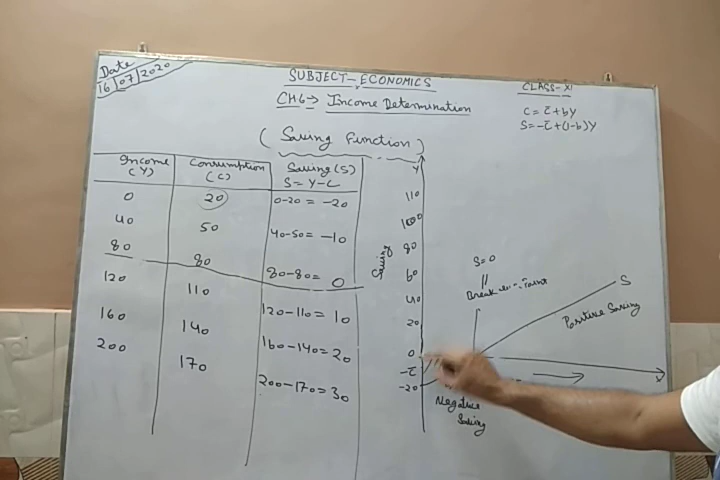 Date
16/07/2020
SUBJECT-ECONOMICS
CH6→ Income Determination
CLASS-XI
C = c̄ + bY
S = -c̄ + (1-b)Y
(Saving Function)
Income (Y) Consumption (C) Saving (S) S = Y-C
0 20 0-20 = -20
40 50 40-50 = -10
80 80 80-80 = 0
120 110 120-110 = 10
160 140 160-140 = 20
200 170 200-170 = 30
Y
110
100
80
60
40
20
0
-c̄
-20
Saving
S=0
||
Break
S
Positive Saving
Negative
Saving
X